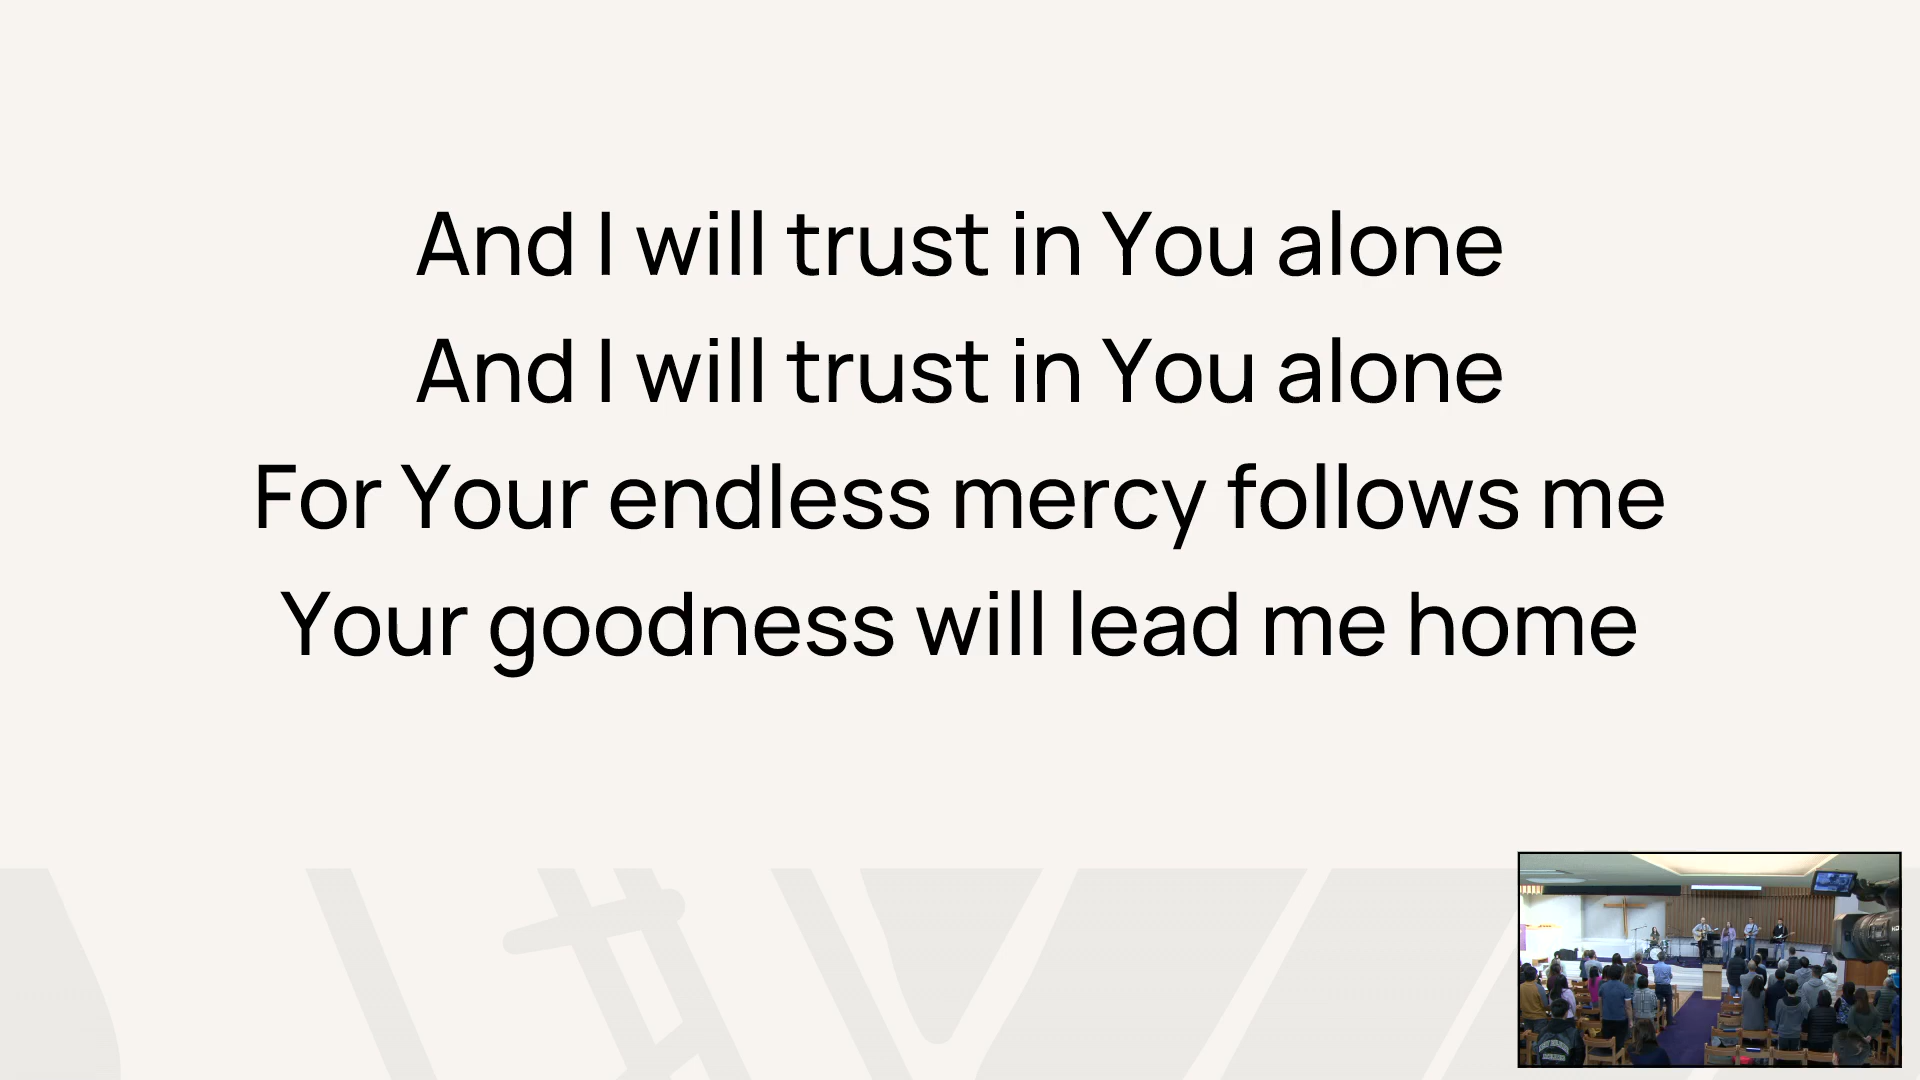 And I will trust in You alone
And I will trust in You alone
For Your endless mercy follows me
Your goodness will lead me home